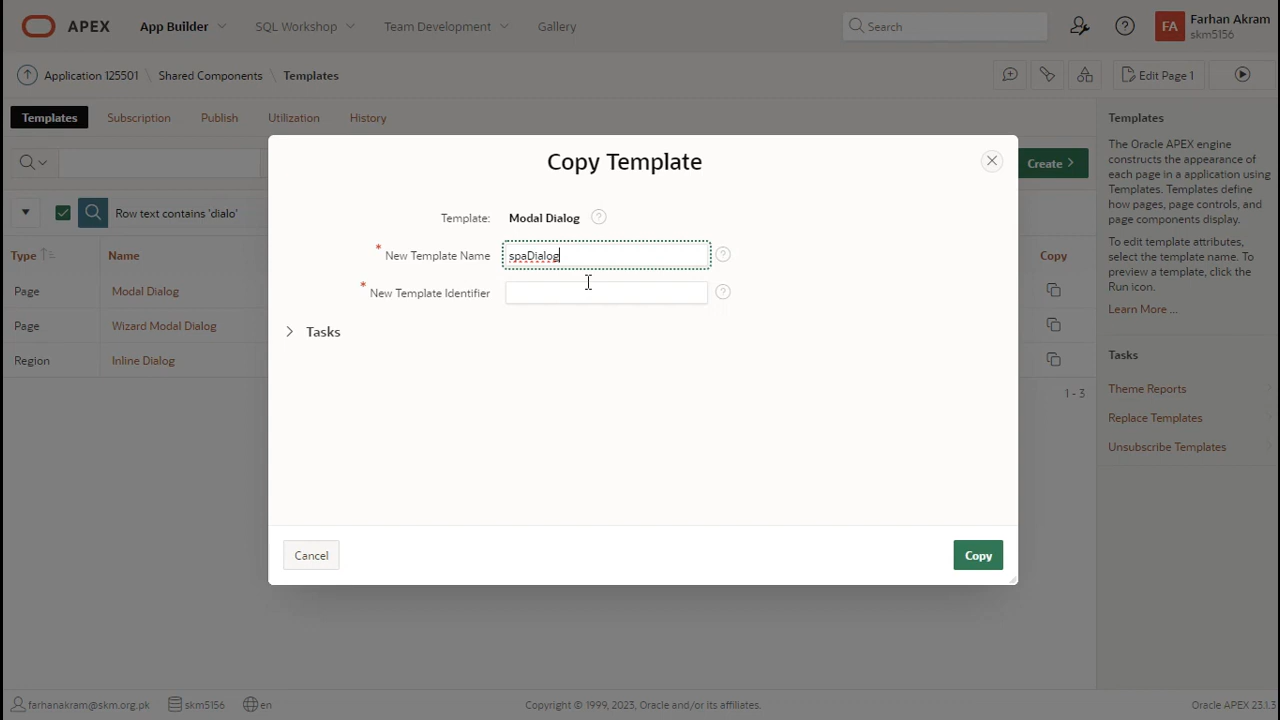 APEX
App Builder
SQL Workshop
Team Development
Gallery
Search
FA
Farhan Akram
skm5156
Application 125501 \ Shared Components \ Templates
Edit Page 1
Templates
Subscription
Publish
Utilization
History
Create
Row text contains 'dialo'
Type
Name
Copy
Page
Modal Dialog
Page
Wizard Modal Dialog
Region
Inline Dialog
1 - 3
Copy Template
Template:
Modal Dialog
* New Template Name
spaDialog
* New Template Identifier
Tasks
Cancel
Copy
Templates
The Oracle APEX engine
constructs the appearance of
each page in a application using
Templates. Templates define
how pages, page controls, and
page components display.
To edit template attributes,
select the template name. To
preview a template, click the
Run icon.
Learn More ...
Tasks
Theme Reports
Replace Templates
Unsubscribe Templates
farhanakram@skm.org.pk
skm5156
en
Copyright © 1999, 2023, Oracle and/or its affiliates.
Oracle APEX 23.1.3